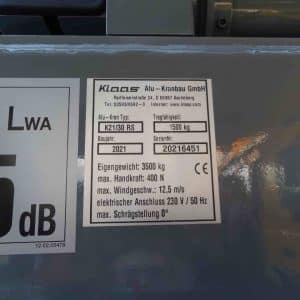 LWA
5
dB
Klaas Alu - Kranbau GmbH
Alu-Kran Typ:
Tragfähigkeit:
K21/30 RS
1500 kg
Baujahr:
2021
20216451
CE
Eigengewicht: 3500 kg
max. Handkraft: 400 N
max. Windgeschw.: 12,5 m/s
elektrischer Anschluss 230 V / 50 Hz
max. Schrägstellung 0°